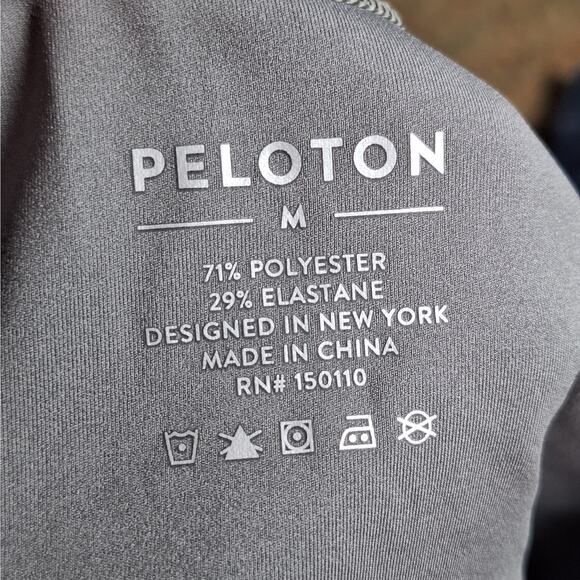 PELOTON
M
71% POLYESTER
29% ELASTANE
DESIGNED IN NEW YORK
MADE IN CHINA
RN# 150110